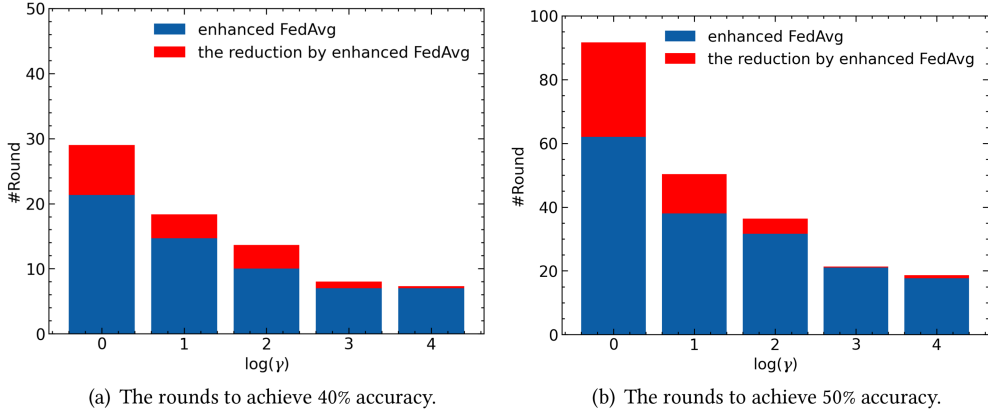 50
40
30
20
10
0
#Round
enhanced FedAvg
the reduction by enhanced FedAvg
0 1 2 3 4
log(γ)
(a) The rounds to achieve 40% accuracy.
100
80
60
40
20
0
#Round
enhanced FedAvg
the reduction by enhanced FedAvg
0 1 2 3 4
log(γ)
(b) The rounds to achieve 50% accuracy.